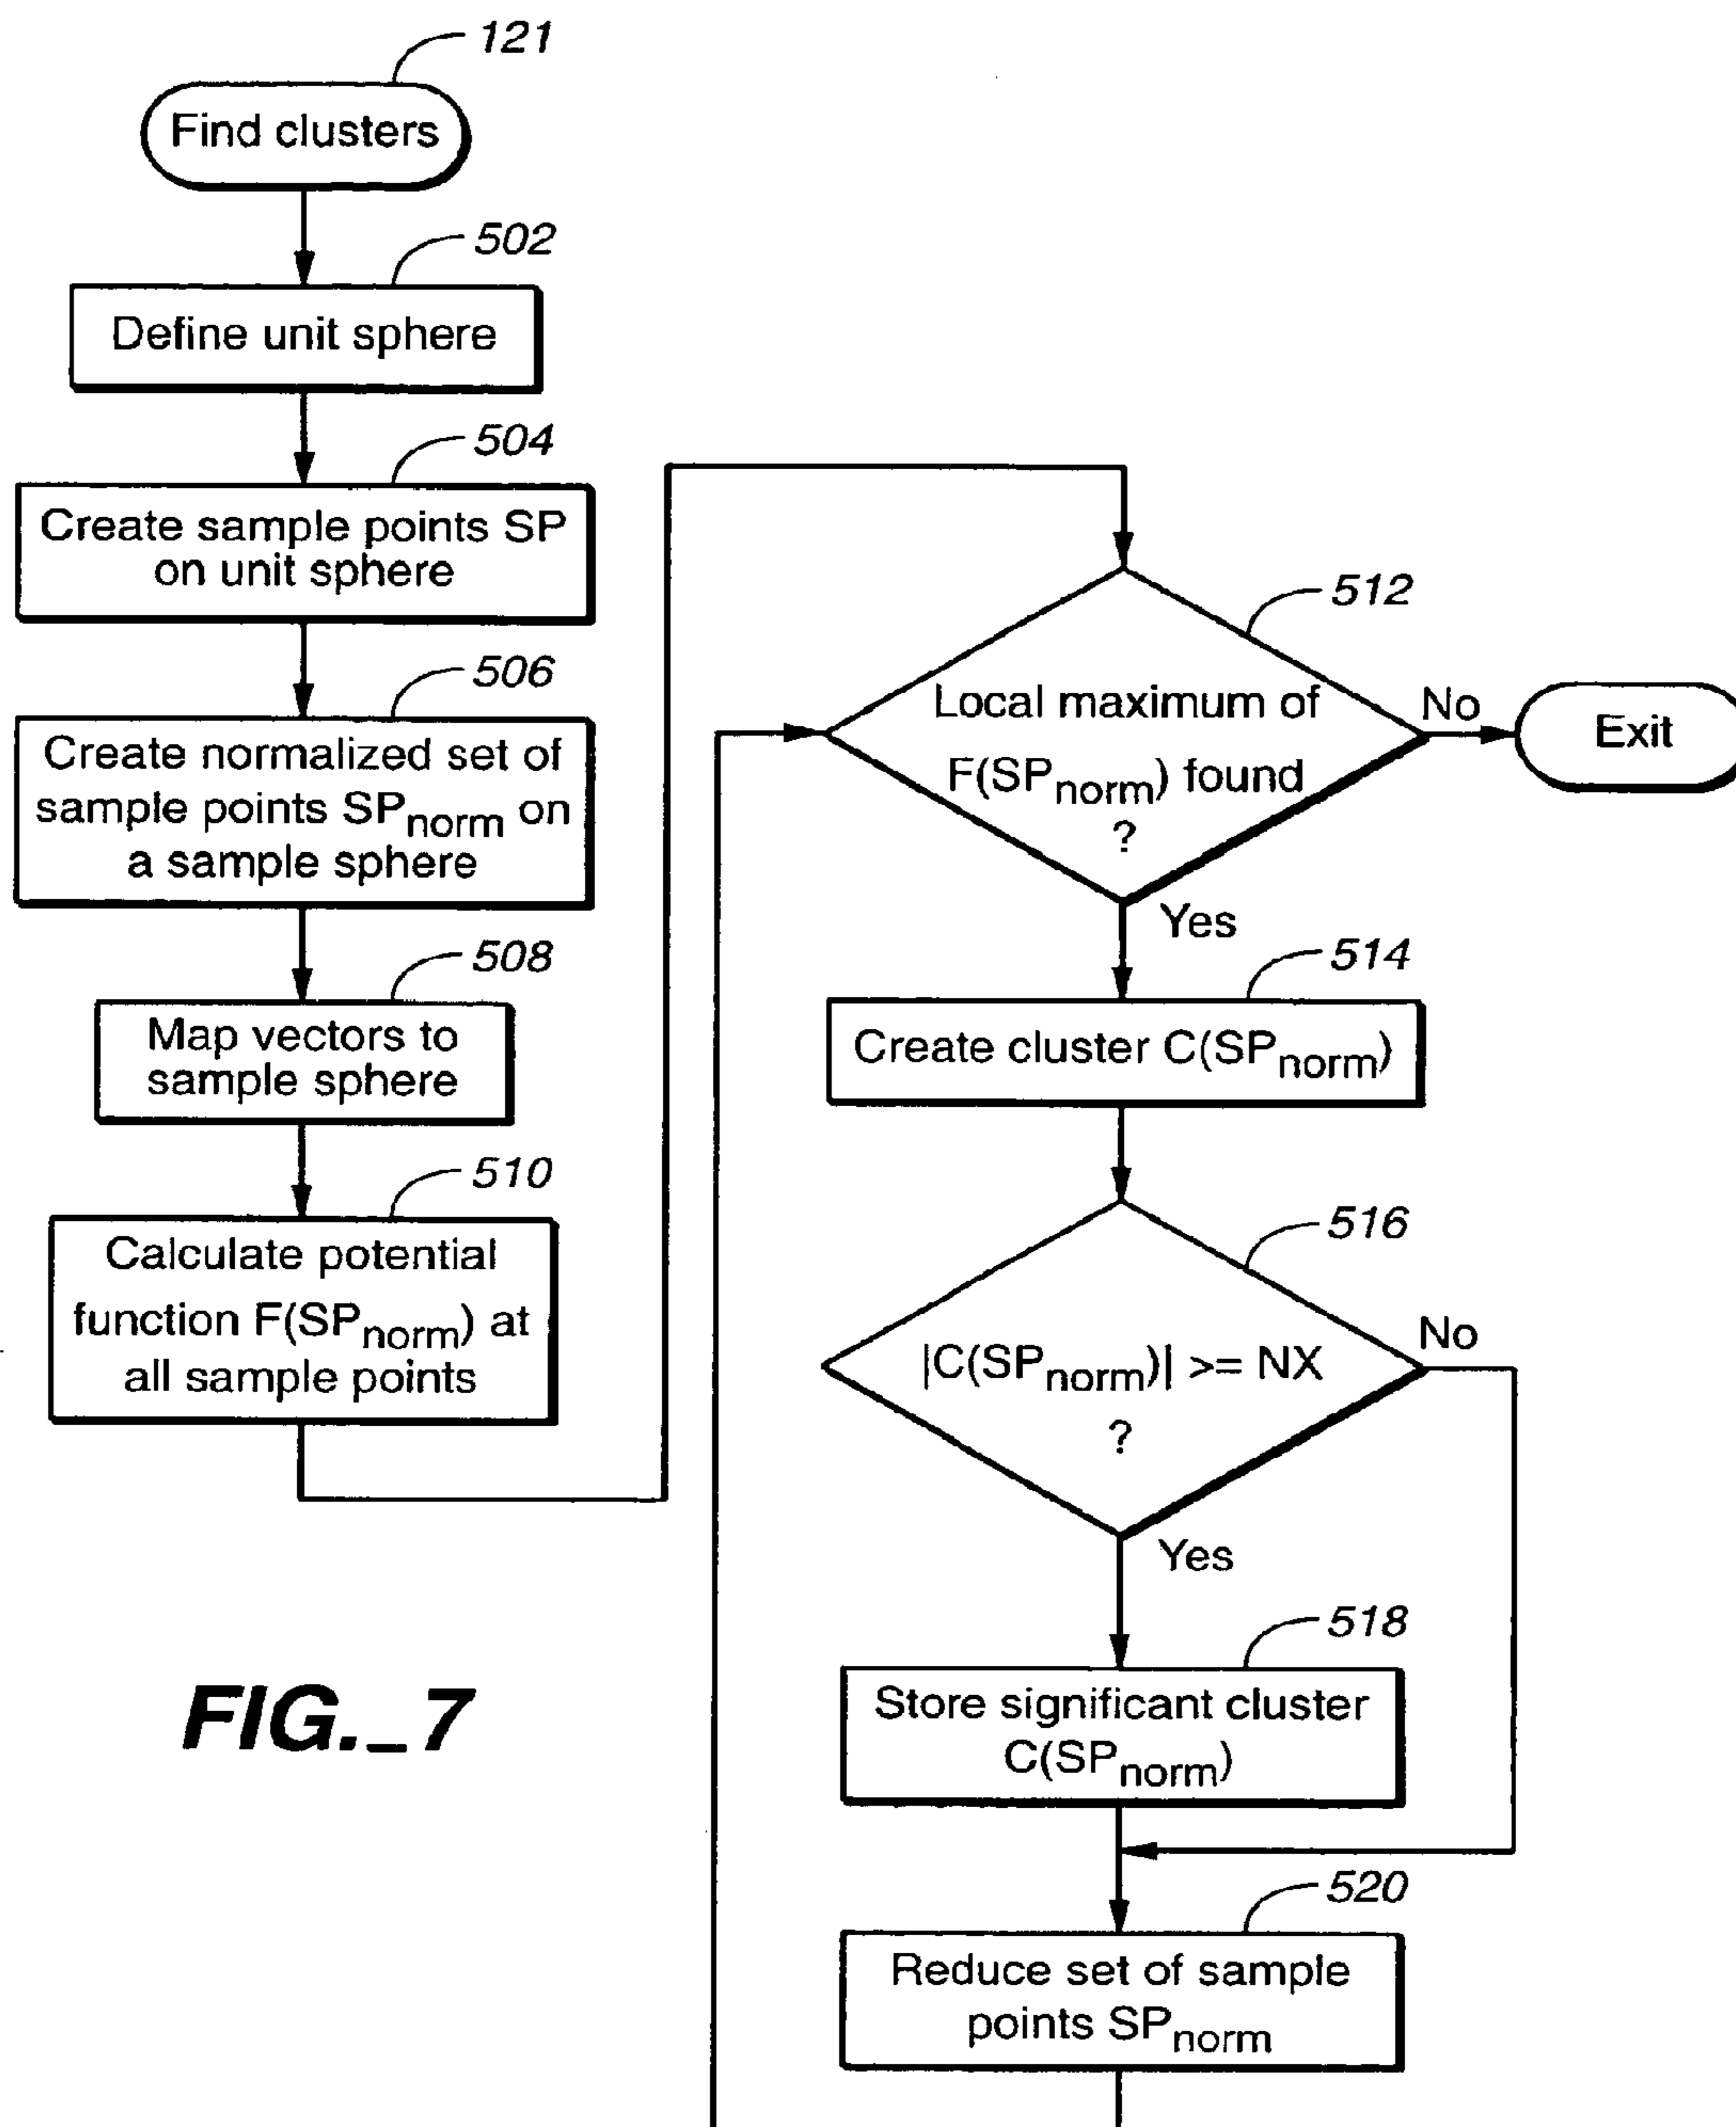 121
Find clusters
502
Define unit sphere
504
Create sample points SP
on unit sphere
506
Create normalized set of
sample points SPnorm on
a sample sphere
508
Map vectors to
sample sphere
510
Calculate potential
function F(SPnorm) at
all sample points
512
Local maximum of
F(SPnorm) found
?
No
Exit
Yes
514
Create cluster C(SPnorm)
516
|C(SPnorm)| >= NX
?
No
Yes
518
Store significant cluster
C(SPnorm)
520
Reduce set of sample
points SPnorm
FIG._7